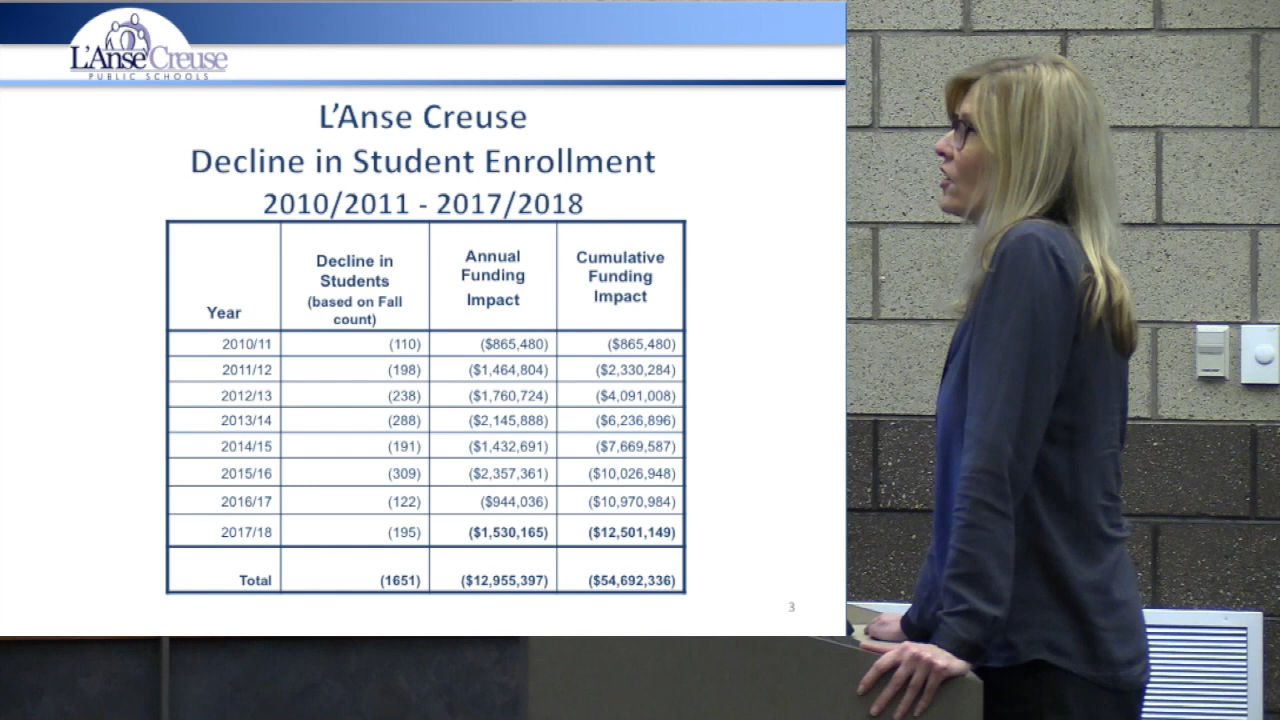 L'Anse Creuse
PUBLIC SCHOOLS
L'Anse Creuse
Decline in Student Enrollment
2010/2011 - 2017/2018
Year
Decline in
Students
(based on Fall
count)
Annual
Funding
Impact
Cumulative
Funding
Impact
2010/11 (110) ($865,480) ($865,480)
2011/12 (198) ($1,464,804) ($2,330,284)
2012/13 (238) ($1,760,724) ($4,091,008)
2013/14 (288) ($2,145,888) ($6,236,896)
2014/15 (191) ($1,432,691) ($7,669,587)
2015/16 (309) ($2,357,361) ($10,026,948)
2016/17 (122) ($944,036) ($10,970,984)
2017/18 (195) ($1,530,165) ($12,501,149)
Total (1651) ($12,955,397) ($54,692,336)
3